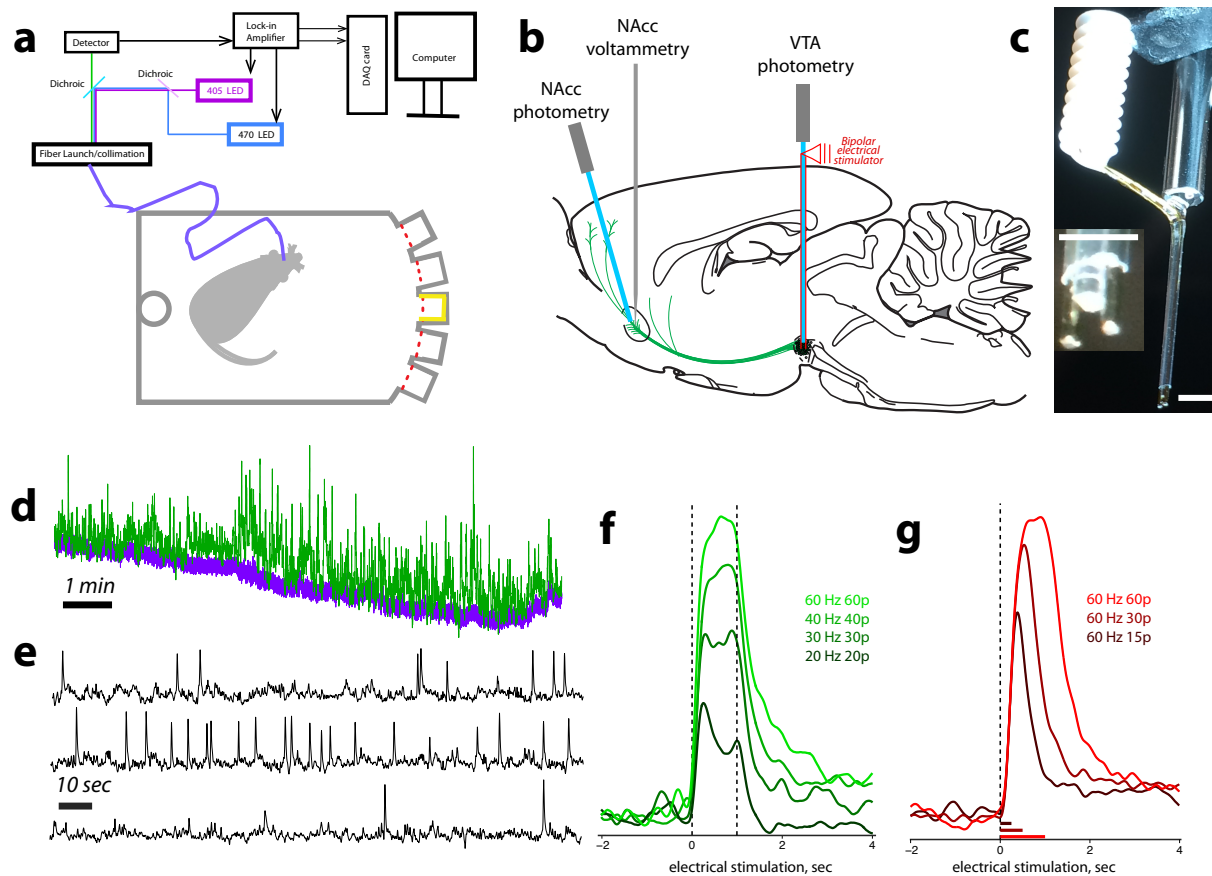 a
Detector
Lock-in
Amplifier
DAQ card
Computer
Dichroic
Dichroic
405 LED
470 LED
Fiber Launch/collimation
b
NAcc
voltammetry
NAcc
photometry
VTA
photometry
Bipolar
electrical
stimulator
c
d
1 min
e
10 sec
f
60 Hz 60p
40 Hz 40p
30 Hz 30p
20 Hz 20p
−2
0
2
4
electrical stimulation, sec
g
60 Hz 60p
60 Hz 30p
60 Hz 15p
−2
0
2
4
electrical stimulation, sec